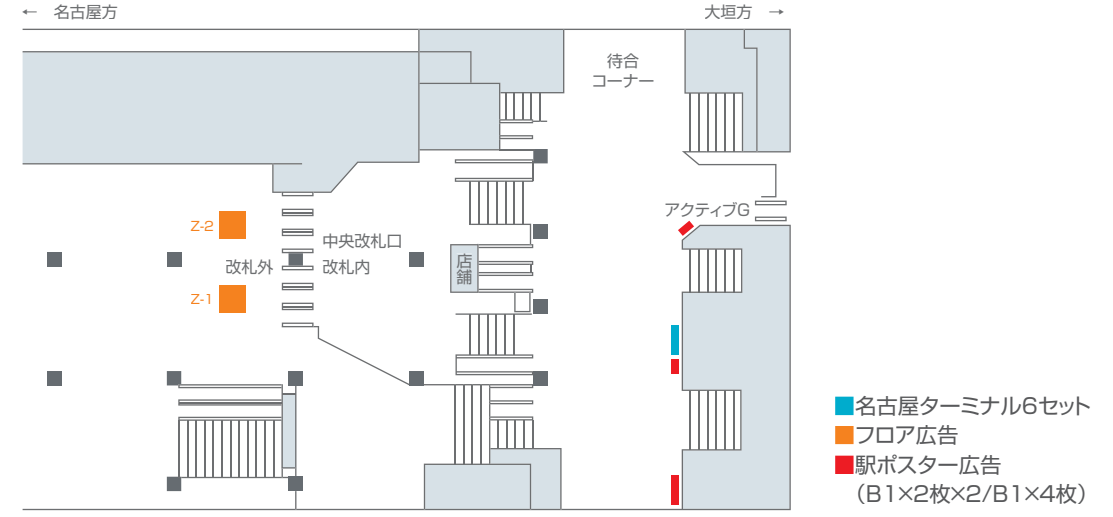 ← 名古屋方
大垣方 →
待合
コーナー
アクティブG
Z-2
中央改札口
改札外
改札内
店舗
Z-1
名古屋ターミナル6セット
フロア広告
駅ポスター広告
（B1×2枚×2/B1×4枚）